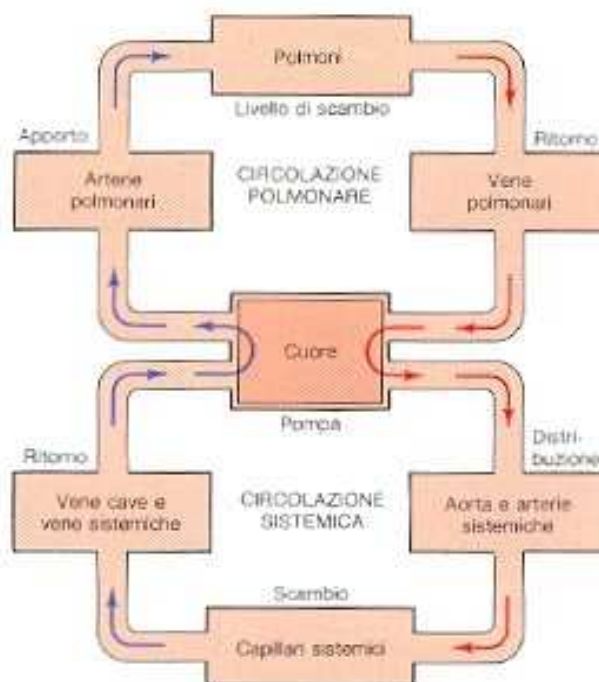 Polmoni
Livello di scambio
Apporto
Ritorno
Arterie
polmonari
CIRCOLAZIONE
POLMONARE
Vene
polmonari
Cuore
Pompa
Ritorno
Distri-
buzione
Vene cave e
vene sistemiche
CIRCOLAZIONE
SISTEMICA
Aorta e arterie
sistemiche
Scambio
Capillari sistemici